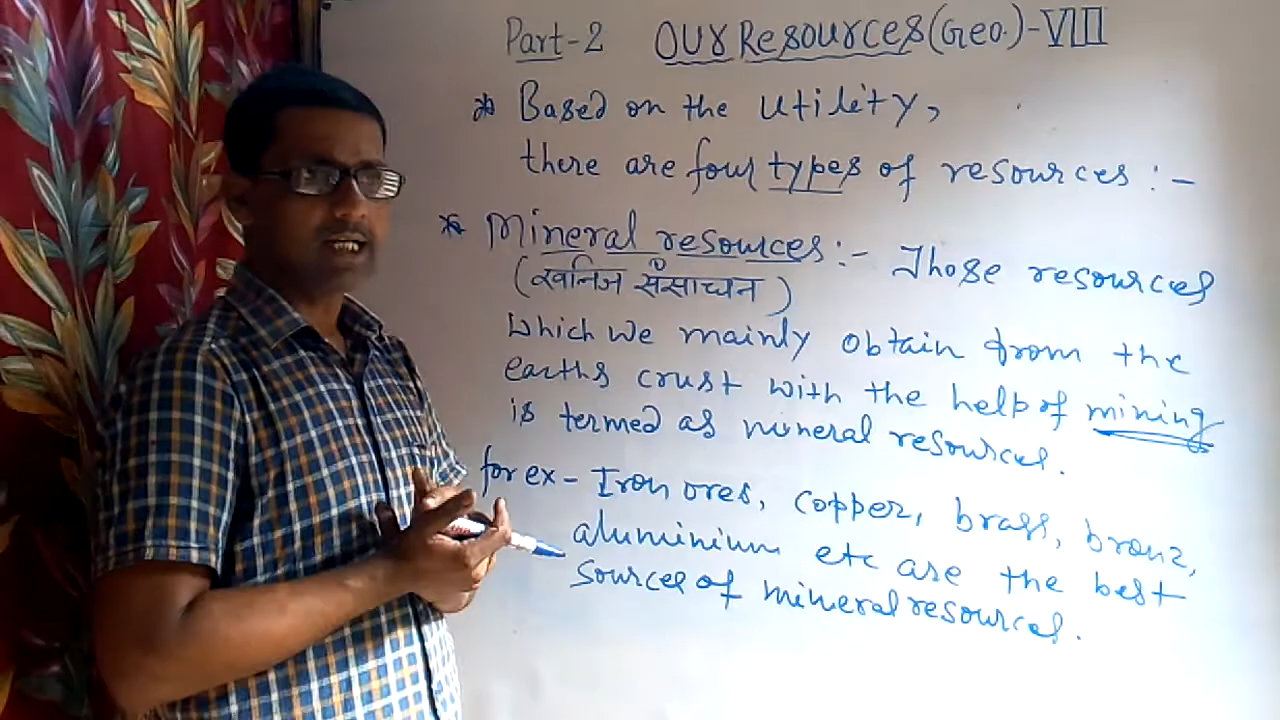 Part-2 Our Resources(Geo.)-VIII
* Based on the utility,
there are four types of resources :-
* Mineral resources :- Those resources
(खनिज संसाधन)
which we mainly obtain from the
earths crust with the help of mining
is termed as mineral resources.
for ex- Iron ores, copper, brass, bronz,
aluminium etc are the best
sources of mineral resources.